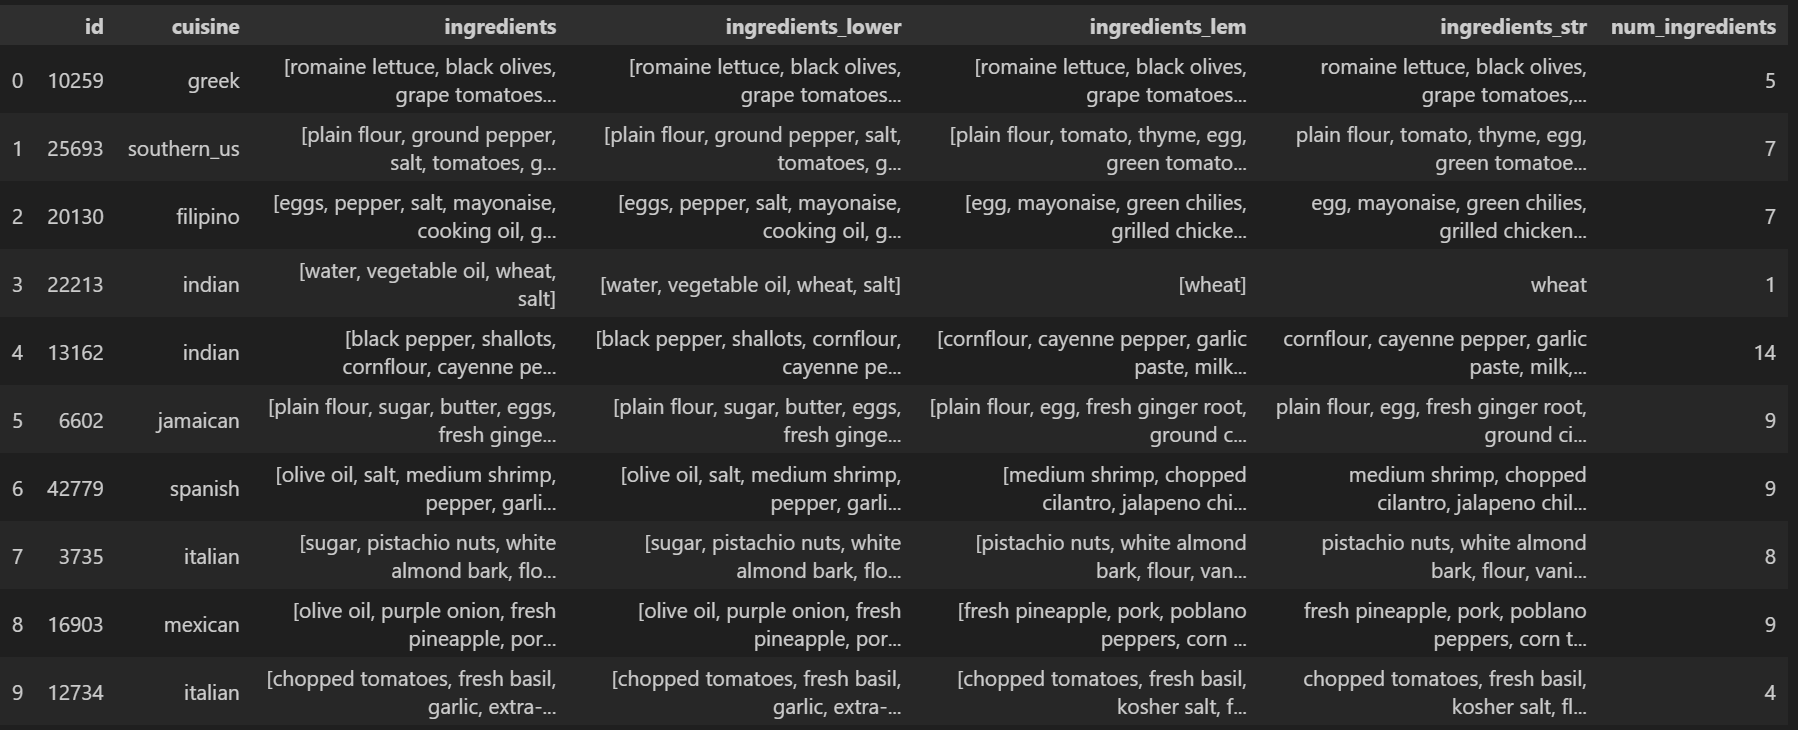 id cuisine ingredients ingredients_lower ingredients_lem ingredients_str num_ingredients
0 10259 greek [romaine lettuce, black olives, grape tomatoes... [romaine lettuce, black olives, grape tomatoes... [romaine lettuce, black olives, grape tomatoes... romaine lettuce, black olives, grape tomatoes,... 5
1 25693 southern_us [plain flour, ground pepper, salt, tomatoes, g... [plain flour, ground pepper, salt, tomatoes, g... [plain flour, tomato, thyme, egg, green tomato... plain flour, tomato, thyme, egg, green tomatoe... 7
2 20130 filipino [eggs, pepper, salt, mayonaise, cooking oil, g... [eggs, pepper, salt, mayonaise, cooking oil, g... [egg, mayonaise, green chilies, grilled chicke... egg, mayonaise, green chilies, grilled chicken... 7
3 22213 indian [water, vegetable oil, wheat, salt] [water, vegetable oil, wheat, salt] [wheat] wheat 1
4 13162 indian [black pepper, shallots, cornflour, cayenne pe... [black pepper, shallots, cornflour, cayenne pe... [cornflour, cayenne pepper, garlic paste, milk... cornflour, cayenne pepper, garlic paste, milk,... 14
5 6602 jamaican [plain flour, sugar, butter, eggs, fresh ginge... [plain flour, sugar, butter, eggs, fresh ginge... [plain flour, egg, fresh ginger root, ground c... plain flour, egg, fresh ginger root, ground ci... 9
6 42779 spanish [olive oil, salt, medium shrimp, pepper, garli... [olive oil, salt, medium shrimp, pepper, garli... [medium shrimp, chopped cilantro, jalapeno chi... medium shrimp, chopped cilantro, jalapeno chil... 9
7 3735 italian [sugar, pistachio nuts, white almond bark, flo... [sugar, pistachio nuts, white almond bark, flo... [pistachio nuts, white almond bark, flour, van... pistachio nuts, white almond bark, flour, vani... 8
8 16903 mexican [olive oil, purple onion, fresh pineapple, por... [olive oil, purple onion, fresh pineapple, por... [fresh pineapple, pork, poblano peppers, corn ... fresh pineapple, pork, poblano peppers, corn t... 9
9 12734 italian [chopped tomatoes, fresh basil, garlic, extra-... [chopped tomatoes, fresh basil, garlic, extra-... [chopped tomatoes, fresh basil, kosher salt, f... chopped tomatoes, fresh basil, kosher salt, fl... 4